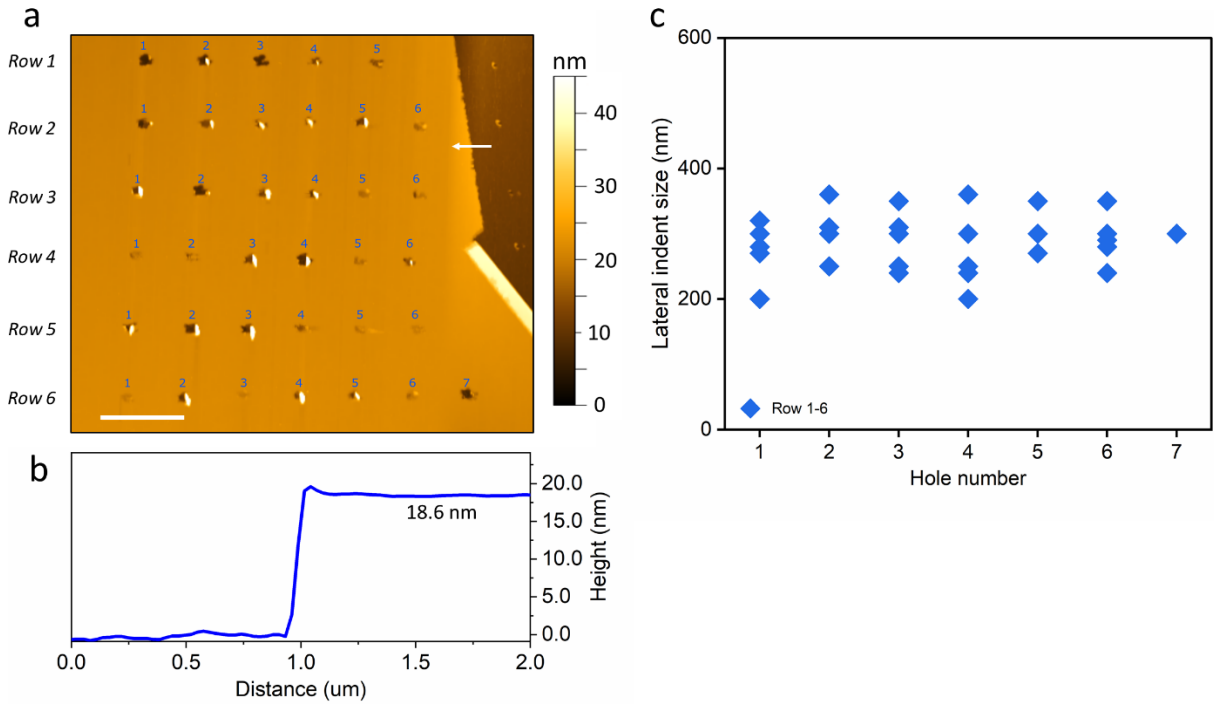 a
nm
Row 1
1 2 3 4 5
Row 2
1 2 3 4 5 6
Row 3
1 2 3 4 5 6
Row 4
1 2 3 4 5 6
Row 5
1 2 3 4 5 6
Row 6
1 2 3 4 5 6 7
40
30
20
10
0
b
18.6 nm
20.0
15.0
10.0
5.0
0.0
Height (nm)
0.0 0.5 1.0 1.5 2.0
Distance (um)
c
600
400
200
0
Lateral indent size (nm)
Row 1-6
1 2 3 4 5 6 7
Hole number